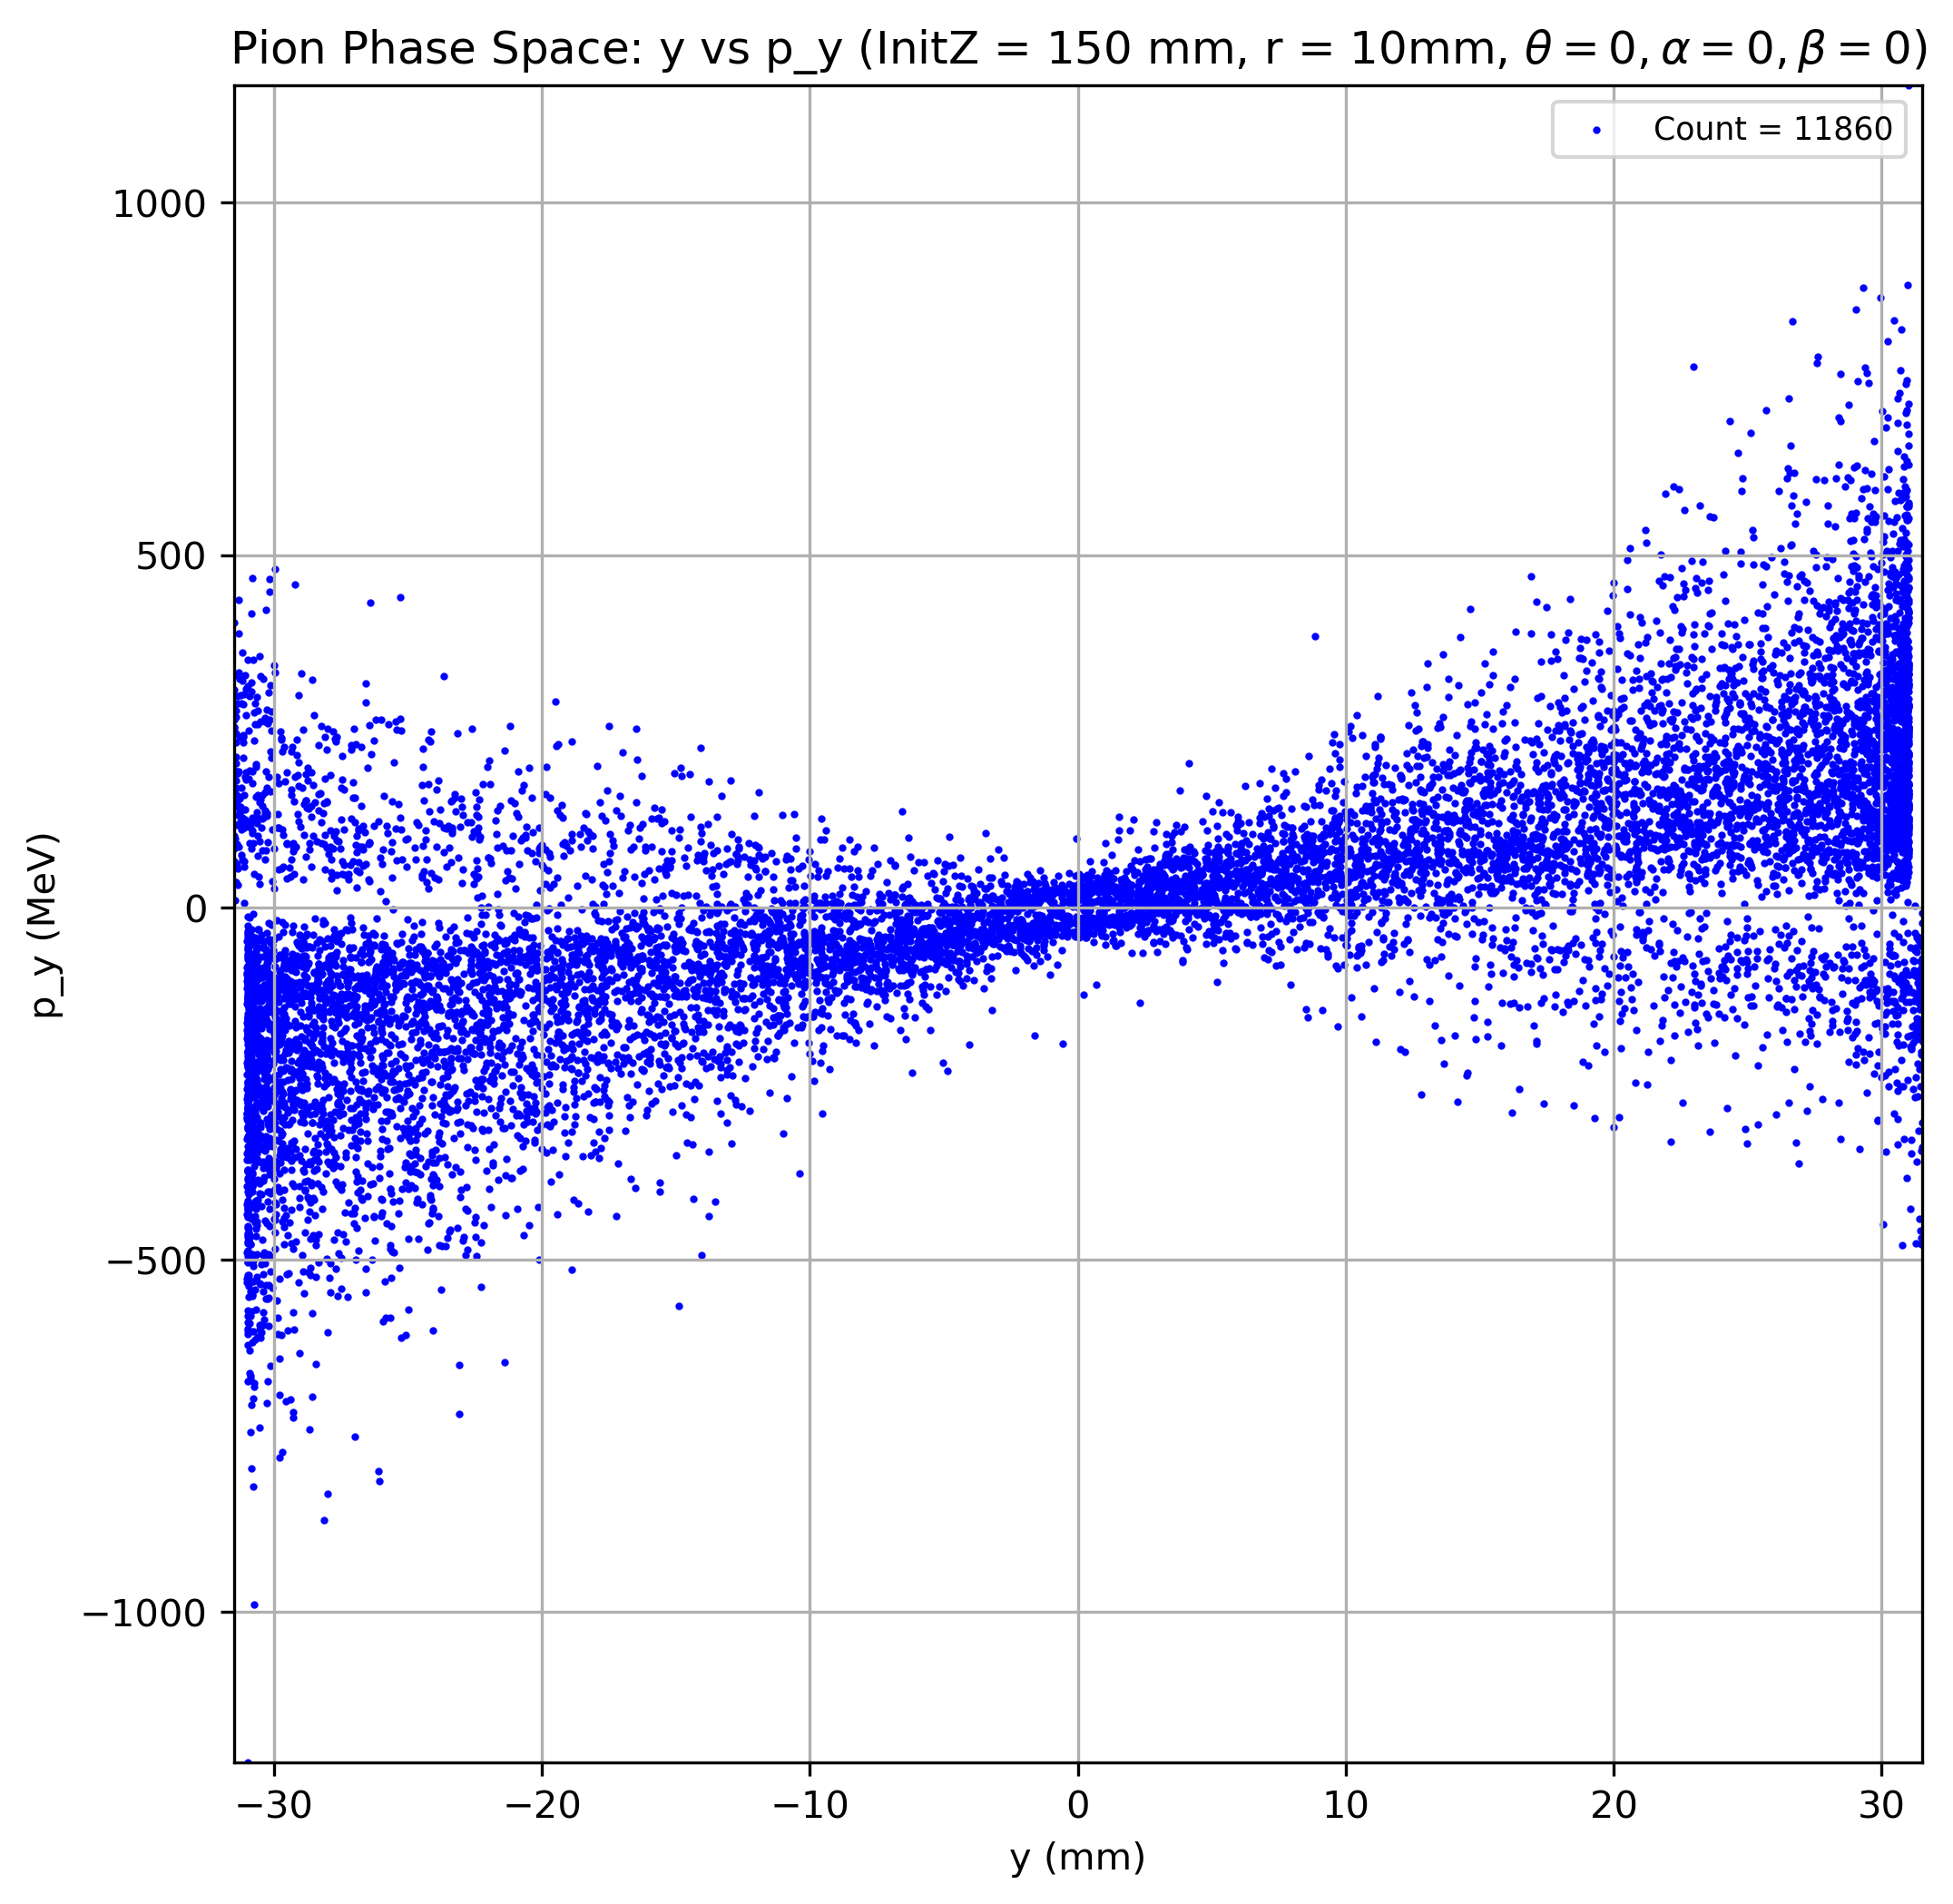 Pion Phase Space: y vs p_y (InitZ = 150 mm, r = 10mm, θ = 0, α = 0, β = 0)
Count = 11860
1000
500
0
−500
−1000
p_y (MeV)
−30 −20 −10 0 10 20 30
y (mm)